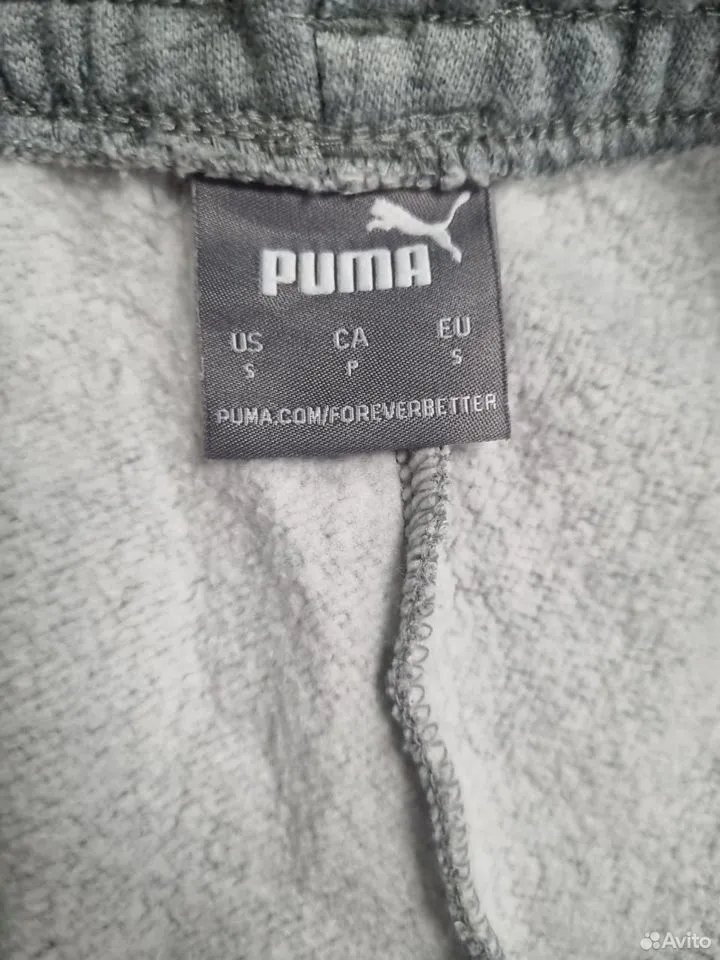 PUMA
US CA EU
S P S
PUMA.COM/FOREVERBETTER
Avito